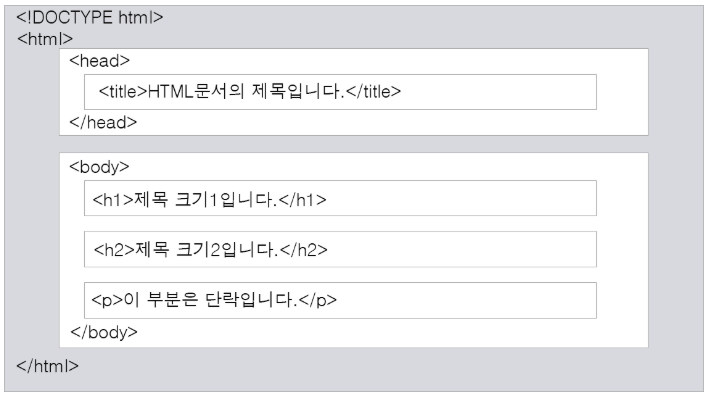 <!DOCTYPE html>
<html>
<head>
<title>HTML문서의 제목입니다.</title>
</head>
<body>
<h1>제목 크기1입니다.</h1>
<h2>제목 크기2입니다.</h2>
<p>이 부분은 단락입니다.</p>
</body>
</html>